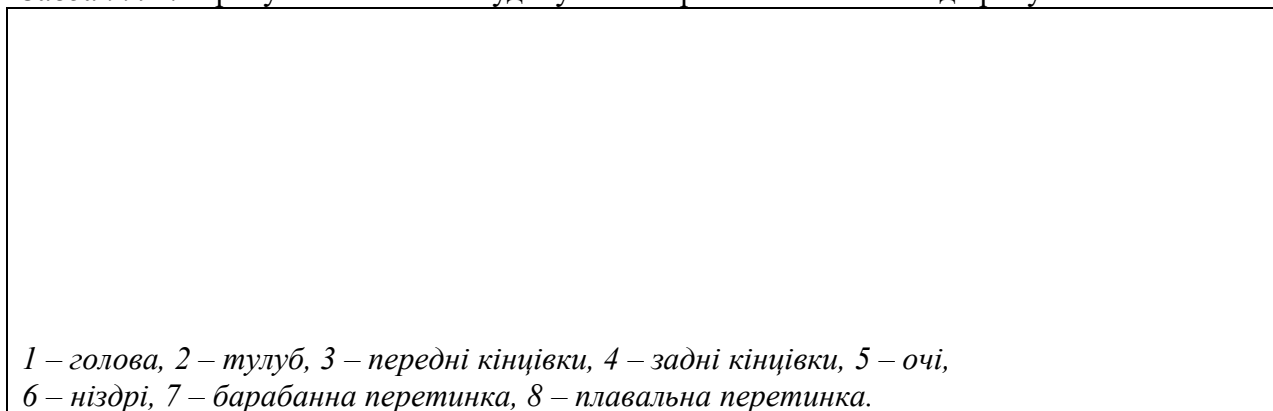 1 – голова, 2 – тулуб, 3 – передні кінцівки, 4 – задні кінцівки, 5 – очі,
6 – ніздрі, 7 – барабанна перетинка, 8 – плавальна перетинка.